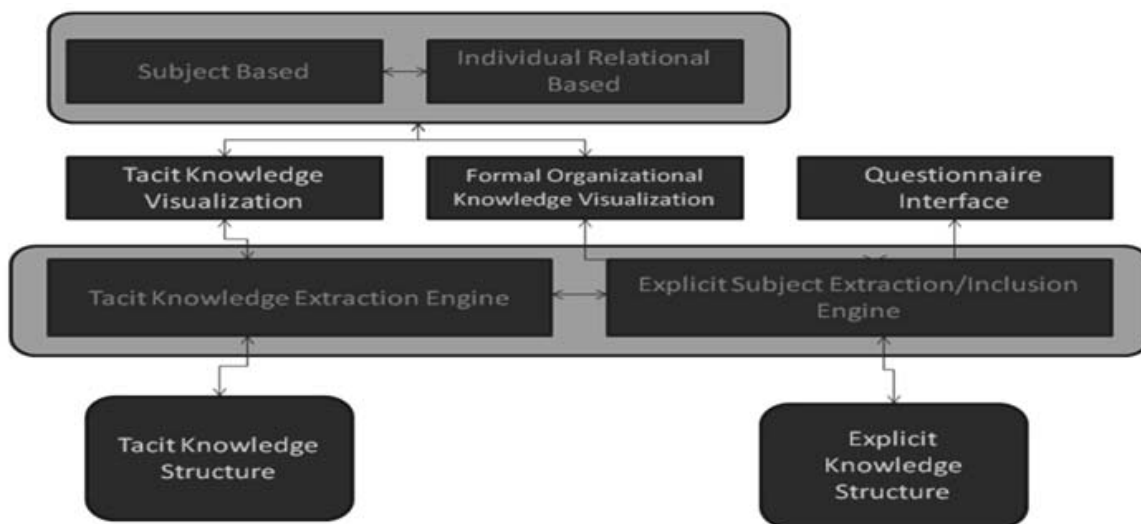 Subject Based
Individual Relational
Based
Tacit Knowledge
Visualization
Formal Organizational
Knowledge Visualization
Questionnaire
Interface
Tacit Knowledge Extraction Engine
Explicit Subject Extraction/Inclusion
Engine
Tacit Knowledge
Structure
Explicit
Knowledge
Structure